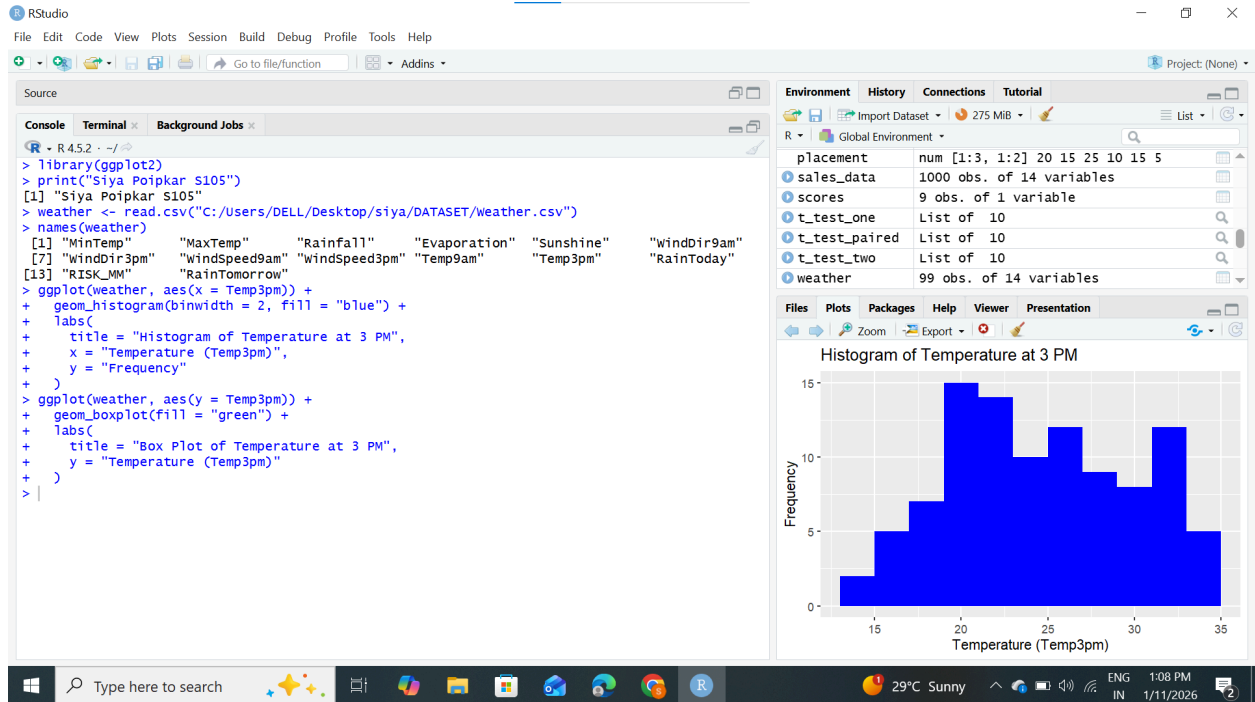 RStudio
File Edit Code View Plots Session Build Debug Profile Tools Help
Go to file/function Addins Project: (None)
Source
Console Terminal Background Jobs
R 4.5.2 · ~/
> library(ggplot2)
> print("Siya Poipkar S105")
[1] "Siya Poipkar S105"
> weather <- read.csv("C:/Users/DELL/Desktop/siya/DATASET/Weather.csv")
> names(weather)
[1] "MinTemp" "MaxTemp" "Rainfall" "Evaporation" "Sunshine" "WindDir9am"
[7] "WindDir3pm" "WindSpeed9am" "WindSpeed3pm" "Temp9am" "Temp3pm" "RainToday"
[13] "RISK_MM" "RainTomorrow"
> ggplot(weather, aes(x = Temp3pm)) +
+ geom_histogram(binwidth = 2, fill = "blue") +
+ labs(
+ title = "Histogram of Temperature at 3 PM",
+ x = "Temperature (Temp3pm)",
+ y = "Frequency"
+ )
> ggplot(weather, aes(y = Temp3pm)) +
+ geom_boxplot(fill = "green") +
+ labs(
+ title = "Box Plot of Temperature at 3 PM",
+ y = "Temperature (Temp3pm)"
+ )
>
Environment History Connections Tutorial
Import Dataset 275 MiB List
R Global Environment
placement num [1:3, 1:2] 20 15 25 10 15 5
sales_data 1000 obs. of 14 variables
scores 9 obs. of 1 variable
t_test_one List of 10
t_test_paired List of 10
t_test_two List of 10
weather 99 obs. of 14 variables
Files Plots Packages Help Viewer Presentation
Zoom Export
Histogram of Temperature at 3 PM
Frequency
15
10
5
0
15 20 25 30 35
Temperature (Temp3pm)
Type here to search
1 29°C Sunny
ENG
IN
1:08 PM
1/11/2026
2